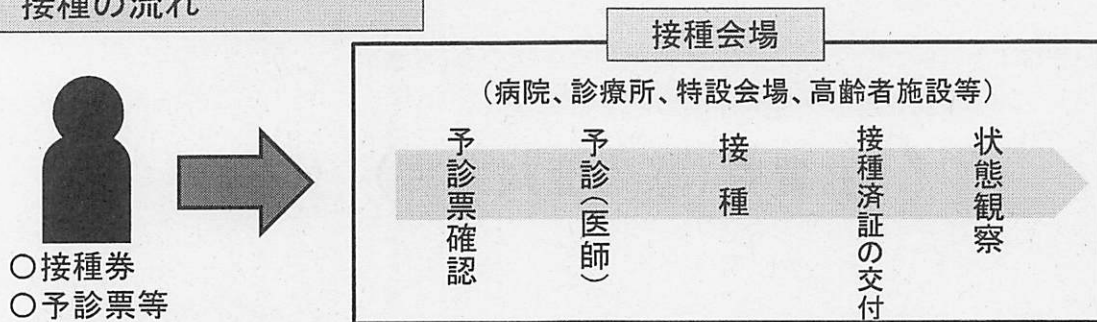 接種の流れ
接種会場
（病院、診療所、特設会場、高齢者施設等）
予診票確認
予診（医師）
接種
接種済証の交付
状態観察
○接種券
○予診票等